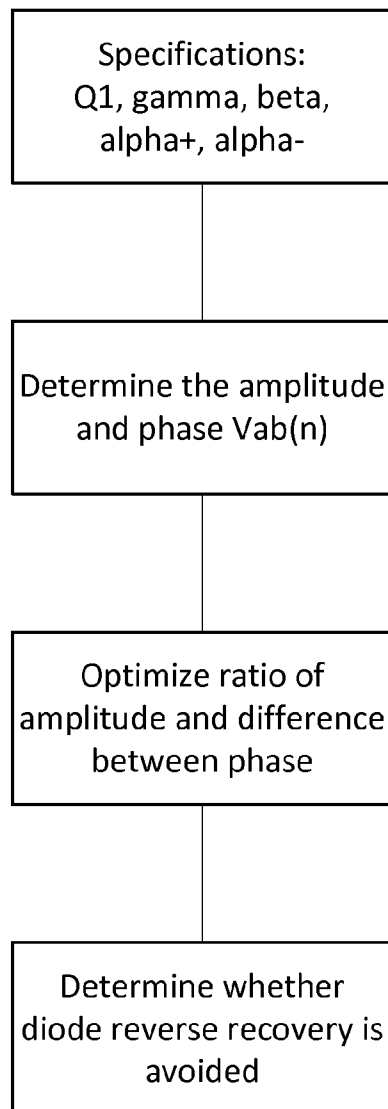 Specifications:
Q1, gamma, beta,
alpha+, alpha-
Determine the amplitude
and phase Vab(n)
Optimize ratio of
amplitude and difference
between phase
Determine whether
diode reverse recovery is
avoided